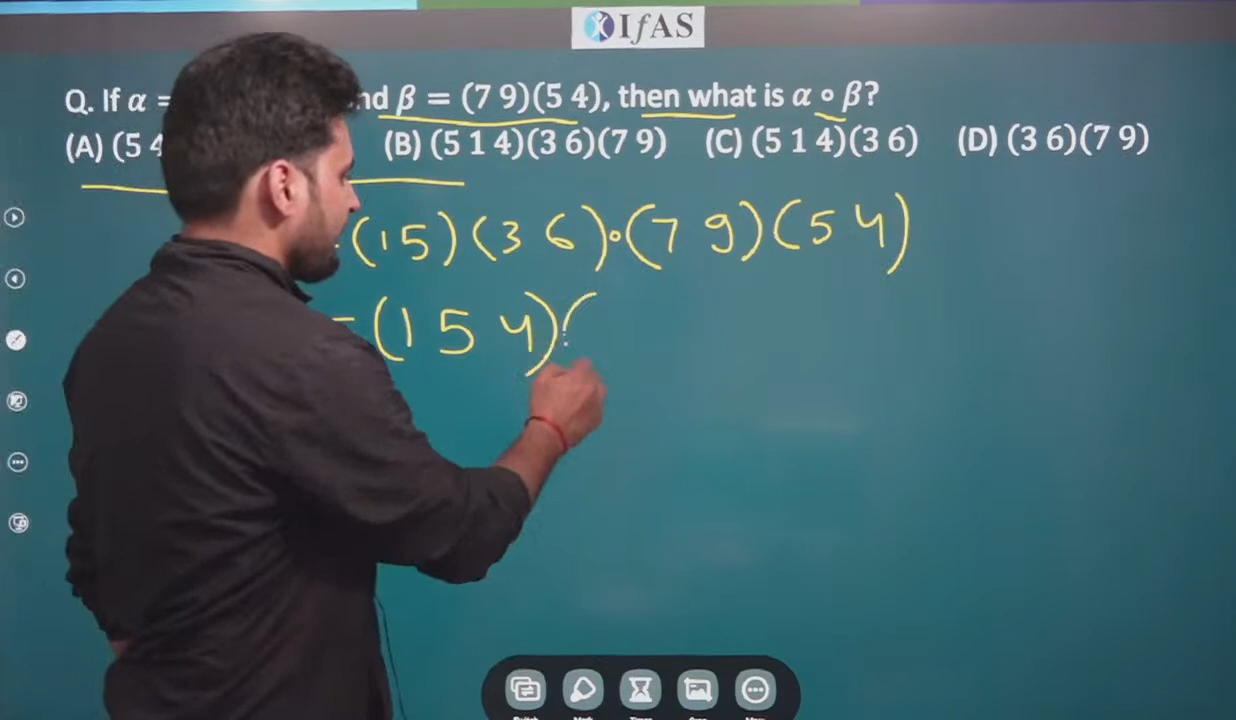 IfAS
Q. If α = nd β = (7 9)(5 4), then what is α ∘ β?
(A) (5 4 (B) (5 1 4)(3 6)(7 9) (C) (5 1 4)(3 6) (D) (3 6)(7 9)
(1 5) (3 6)∘(7 9)(5 4)
= (1 5 4)(